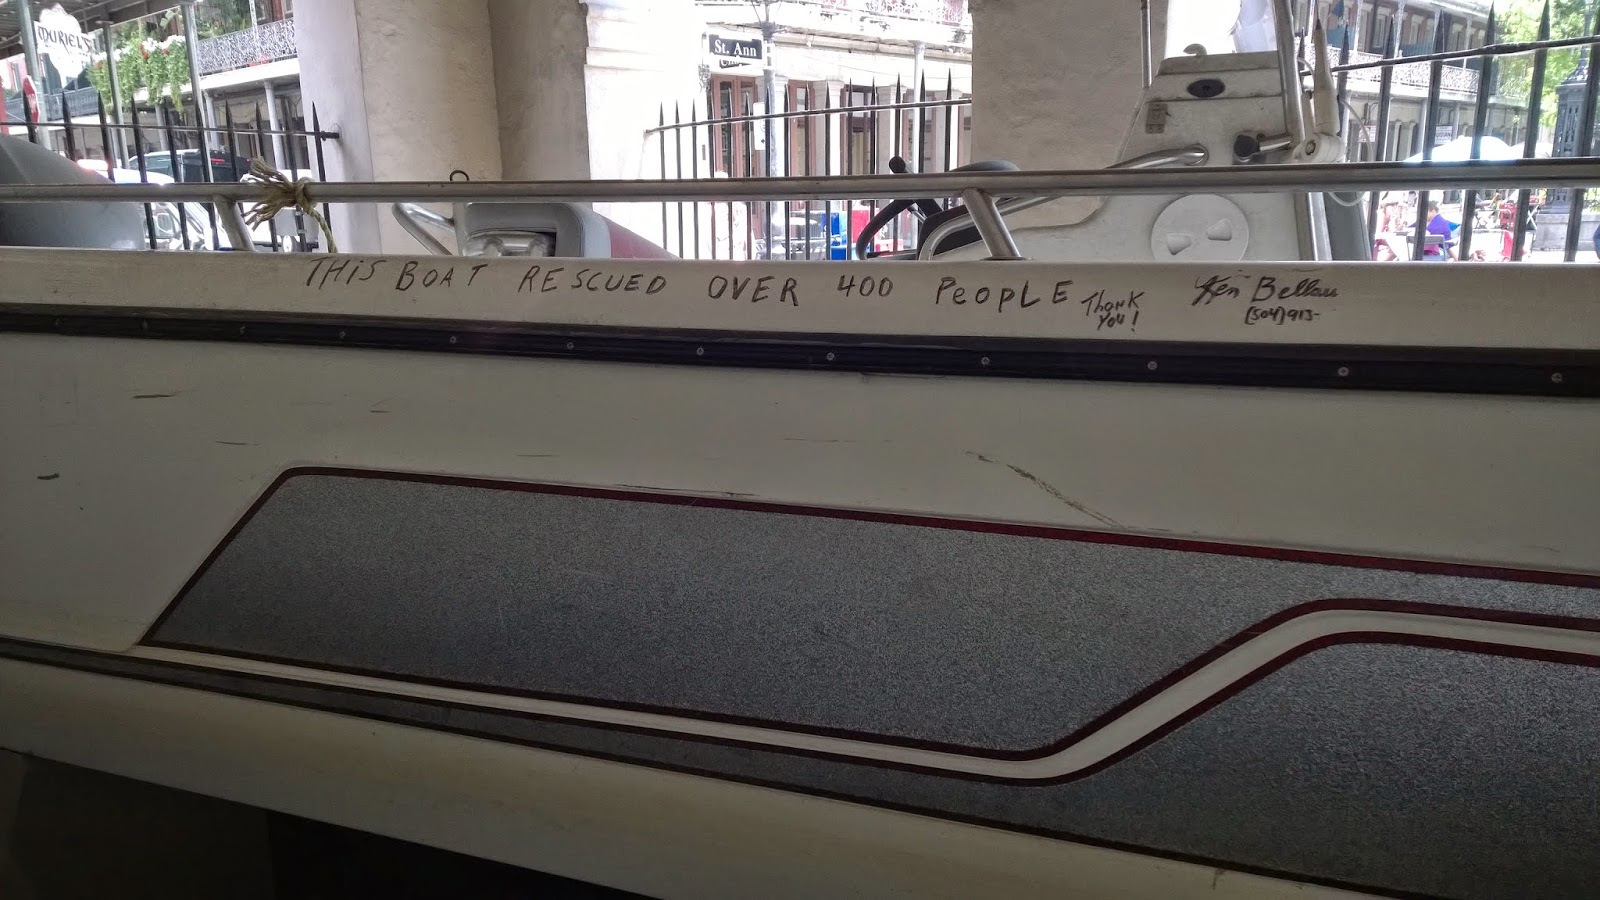 MURIEL'S
St. Ann
THiS BOAT RESCUED OVER 400 PEOPLE
Thank
You!
Ken Bellau
(504)913-